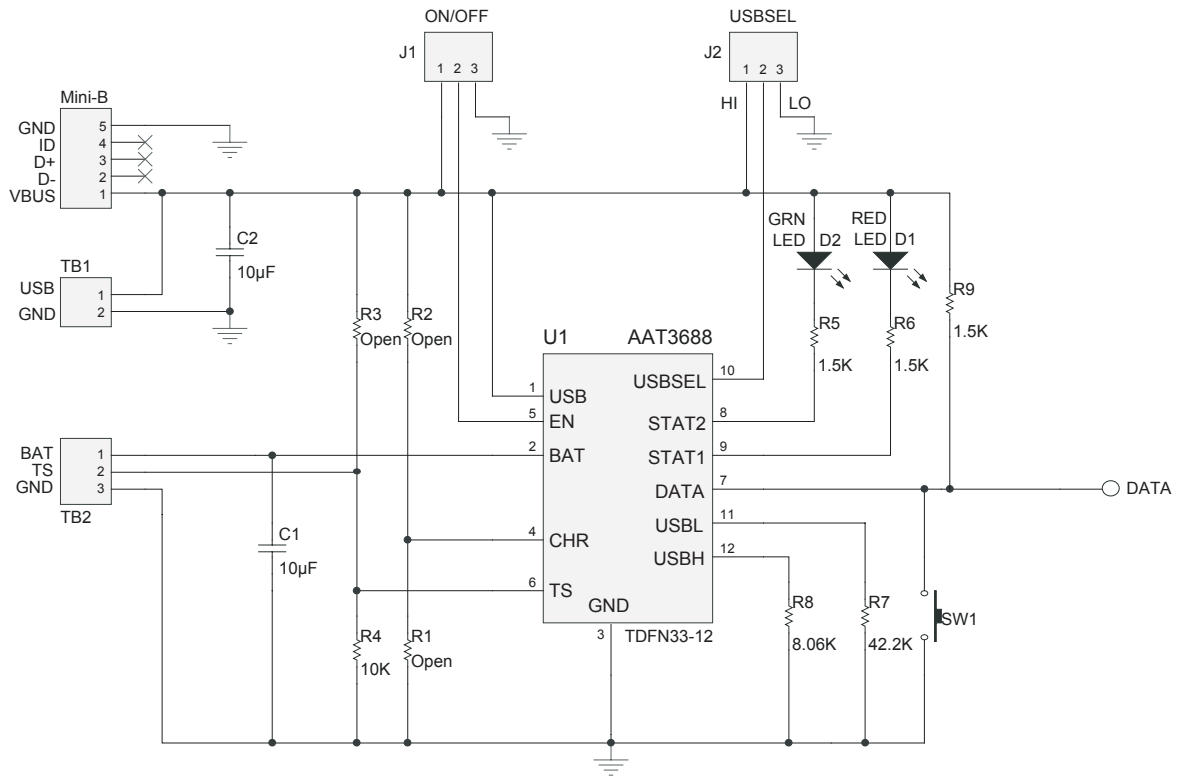 ON/OFF
J1
1 2 3
USBSEL
J2
1 2 3
HI
LO
Mini-B
GND 5
ID 4
D+ 3
D- 2
VBUS 1
C2
10µF
TB1
USB 1
GND 2
GRN
LED D2
RED
LED D1
R9
1.5K
R3
Open
R2
Open
R5
1.5K
R6
1.5K
U1 AAT3688
1 USB
5 EN
2 BAT
4 CHR
6 TS
GND
3
TDFN33-12
USBSEL 10
STAT2 8
STAT1 9
DATA 7
USBL 11
USBH 12
DATA
BAT 1
TS 2
GND 3
TB2
C1
10µF
R4
10K
R1
Open
R8
8.06K
R7
42.2K
SW1